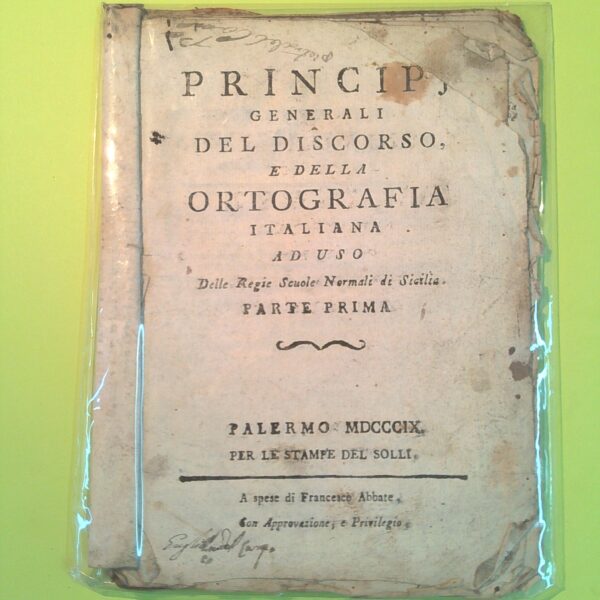 PRINCIPJ
GENERALI
DEL DISCORSO,
E DELLA
ORTOGRAFIA
ITALIANA
AD USO
Delle Regie Scuole Normali di Sicilia.
PARTE PRIMA
PALERMO MDCCCIX.
PER LE STAMPE DEL SOLLI.
A spese di Francesco Abbate,
Con Approvazione, e Privilegio,